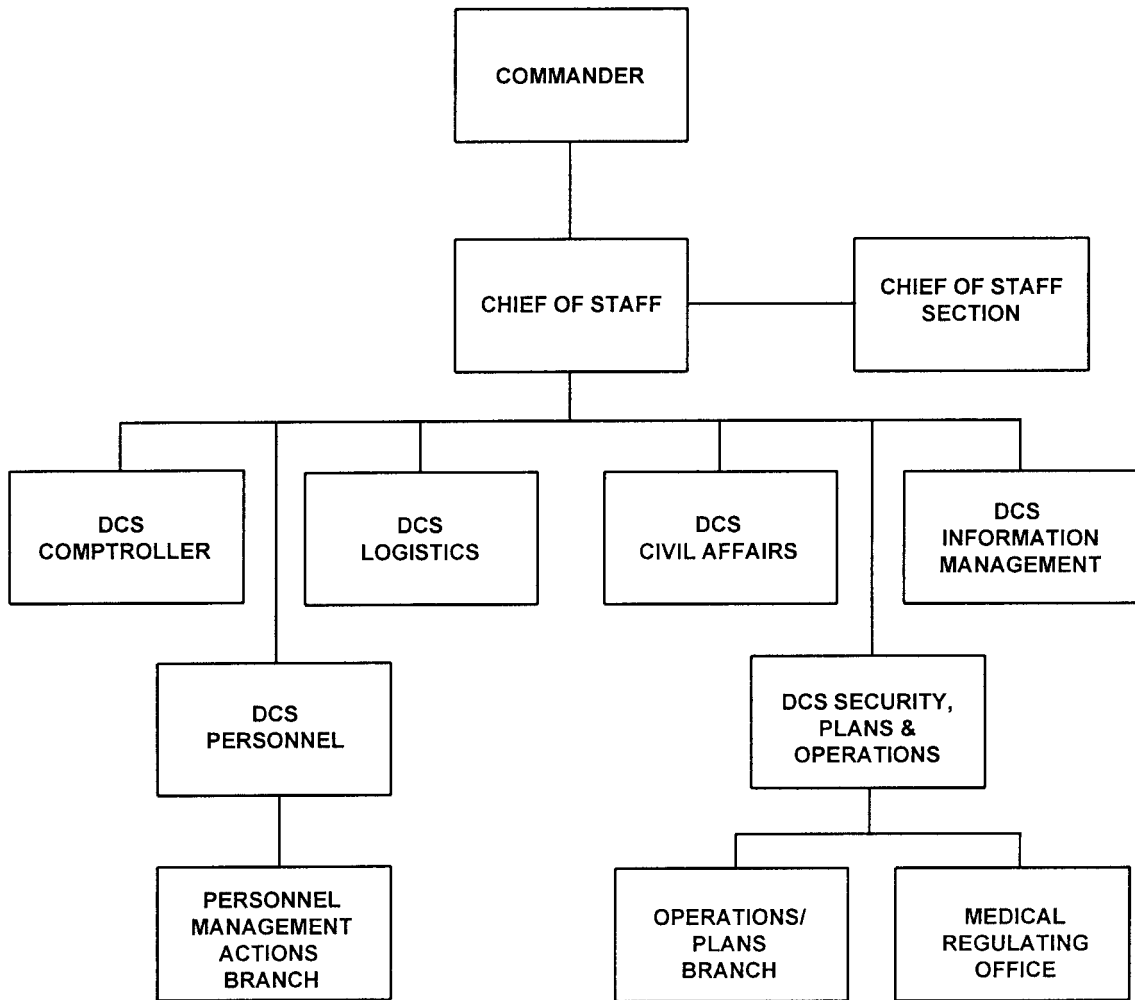 COMMANDER
CHIEF OF STAFF
CHIEF OF STAFF
SECTION
DCS
COMPTROLLER
DCS
LOGISTICS
DCS
CIVIL AFFAIRS
DCS
INFORMATION
MANAGEMENT
DCS
PERSONNEL
DCS SECURITY,
PLANS &
OPERATIONS
PERSONNEL
MANAGEMENT
ACTIONS
BRANCH
OPERATIONS/
PLANS
BRANCH
MEDICAL
REGULATING
OFFICE